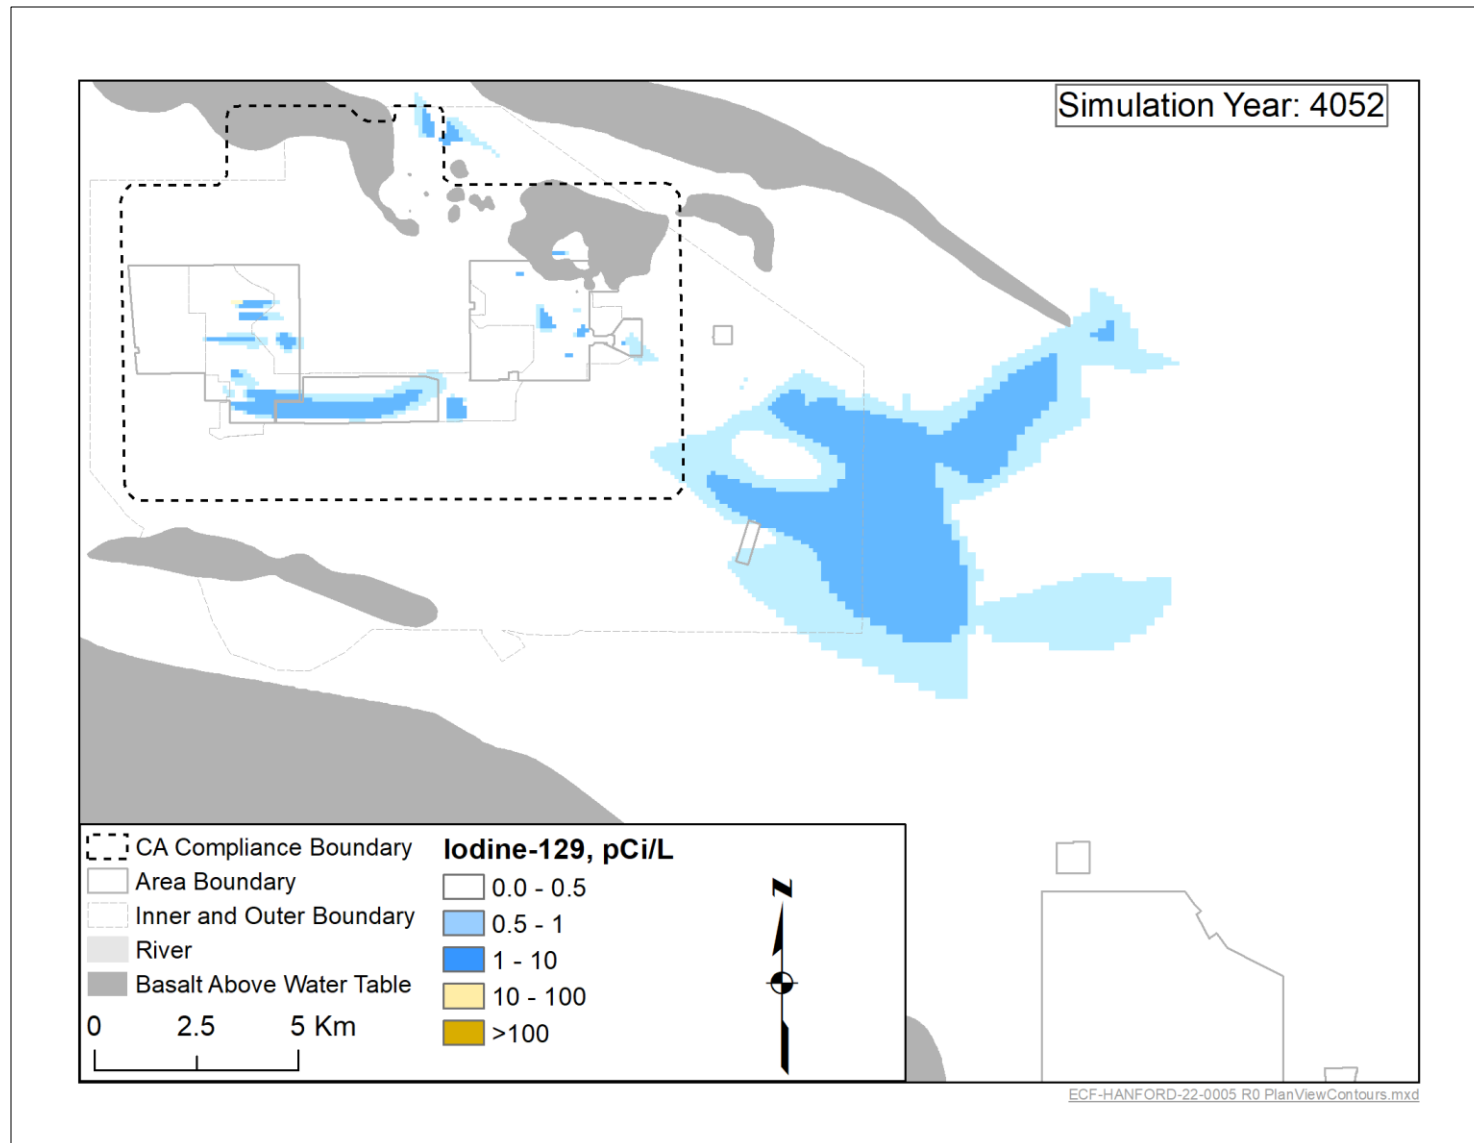 Simulation Year: 4052
CA Compliance Boundary
Area Boundary
Inner and Outer Boundary
River
Basalt Above Water Table
0 2.5 5 Km
Iodine-129, pCi/L
0.0 - 0.5
0.5 - 1
1 - 10
10 - 100
>100
N
ECF-HANFORD-22-0005 R0 PlanViewContours.mxd